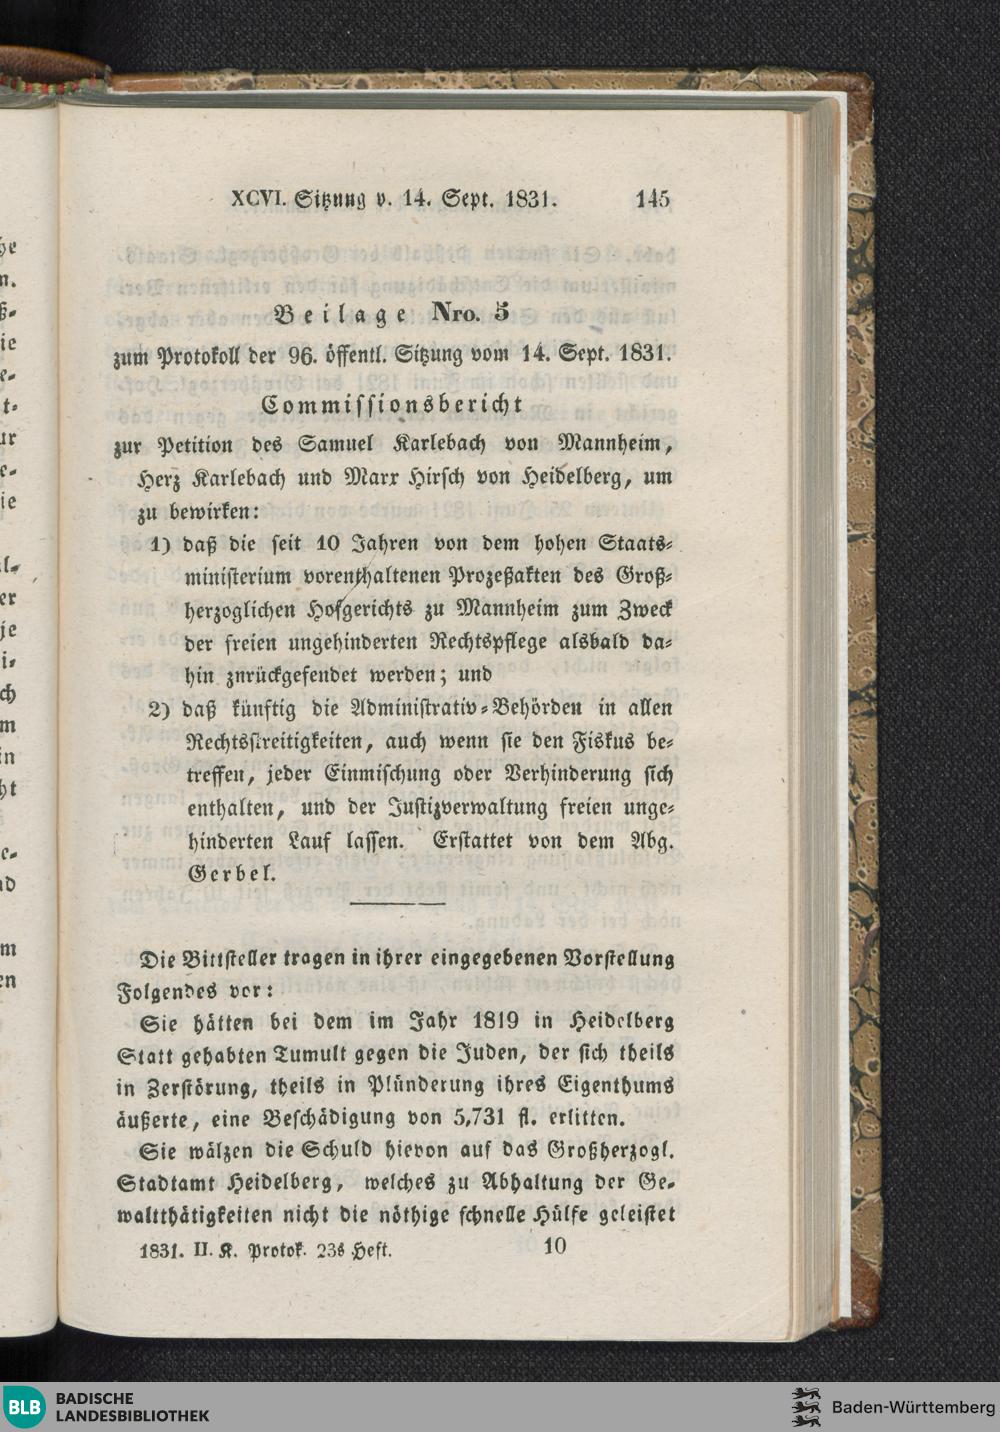 XCVI. Sitzung v. 14. Sept. 1831. 145
Beilage Nro. 5
zum Protokoll der 96. öffentl. Sitzung vom 14. Sept. 1831.
Commissionsbericht
zur Petition des Samuel Karlebach von Mannheim,
Herz Karlebach und Marx Hirsch von Heidelberg, um
zu bewirken:
1) daß die seit 10 Jahren von dem hohen Staats-
ministerium vorenthaltenen Prozeßakten des Groß-
herzoglichen Hofgerichts zu Mannheim zum Zweck
der freien ungehinderten Rechtspflege alsbald da-
hin znrückgesendet werden; und
2) daß künftig die Administrativ-Behörden in allen
Rechtsstreitigkeiten, auch wenn sie den Fiskus be-
treffen, jeder Einmischung oder Verhinderung sich
enthalten, und der Justizverwaltung freien unge-
hinderten Lauf lassen. Erstattet von dem Abg.
Gerbel.
Die Bittsteller tragen in ihrer eingegebenen Vorstellung
Folgendes vor:
Sie hätten bei dem im Jahr 1819 in Heidelberg
Statt gehabten Tumult gegen die Juden, der sich theils
in Zerstörung, theils in Plünderung ihres Eigenthums
äußerte, eine Beschädigung von 5,731 fl. erlitten.
Sie wälzen die Schuld hievon auf das Großherzogl.
Stadtamt Heidelberg, welches zu Abhaltung der Ge-
waltthätigkeiten nicht die nöthige schnelle Hülfe geleistet
1831. II. K. Protok. 23s Heft. 10
BLB BADISCHE
LANDESBIBLIOTHEK
Baden-Württemberg